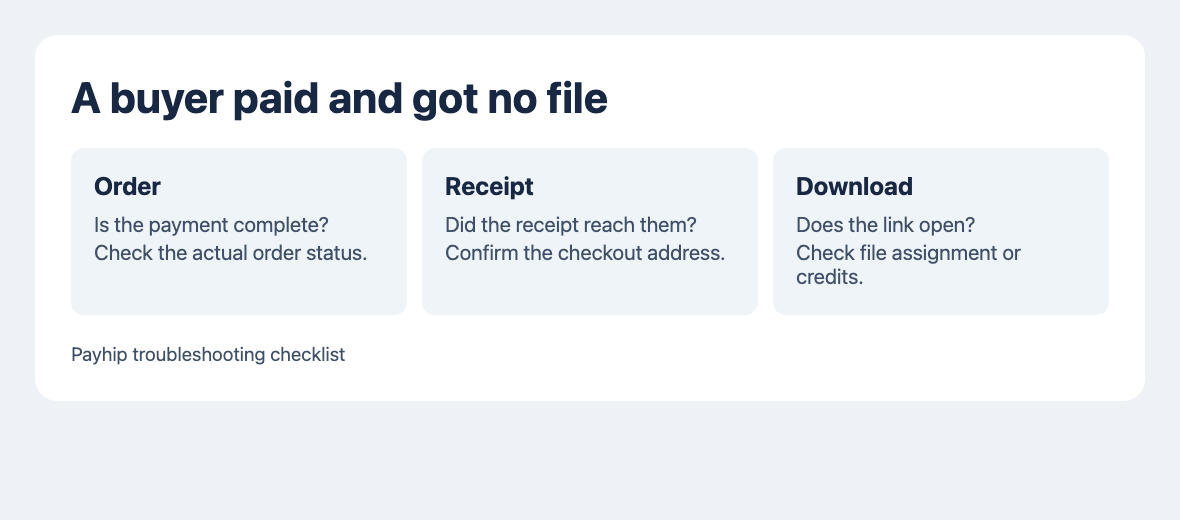 A buyer paid and got no file
Order
Is the payment complete?
Check the actual order status.
Receipt
Did the receipt reach them?
Confirm the checkout address.
Download
Does the link open?
Check file assignment or
credits.
Payhip troubleshooting checklist